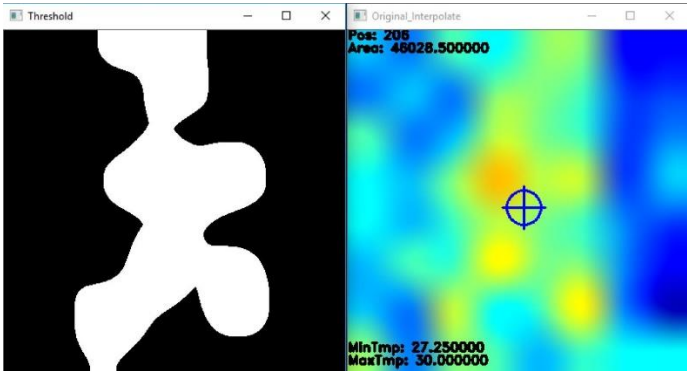 Threshold
Original_Interpolate
Pos: 206
Area: 46028.500000
MinTmp: 27.250000
MaxTmp: 30.000000